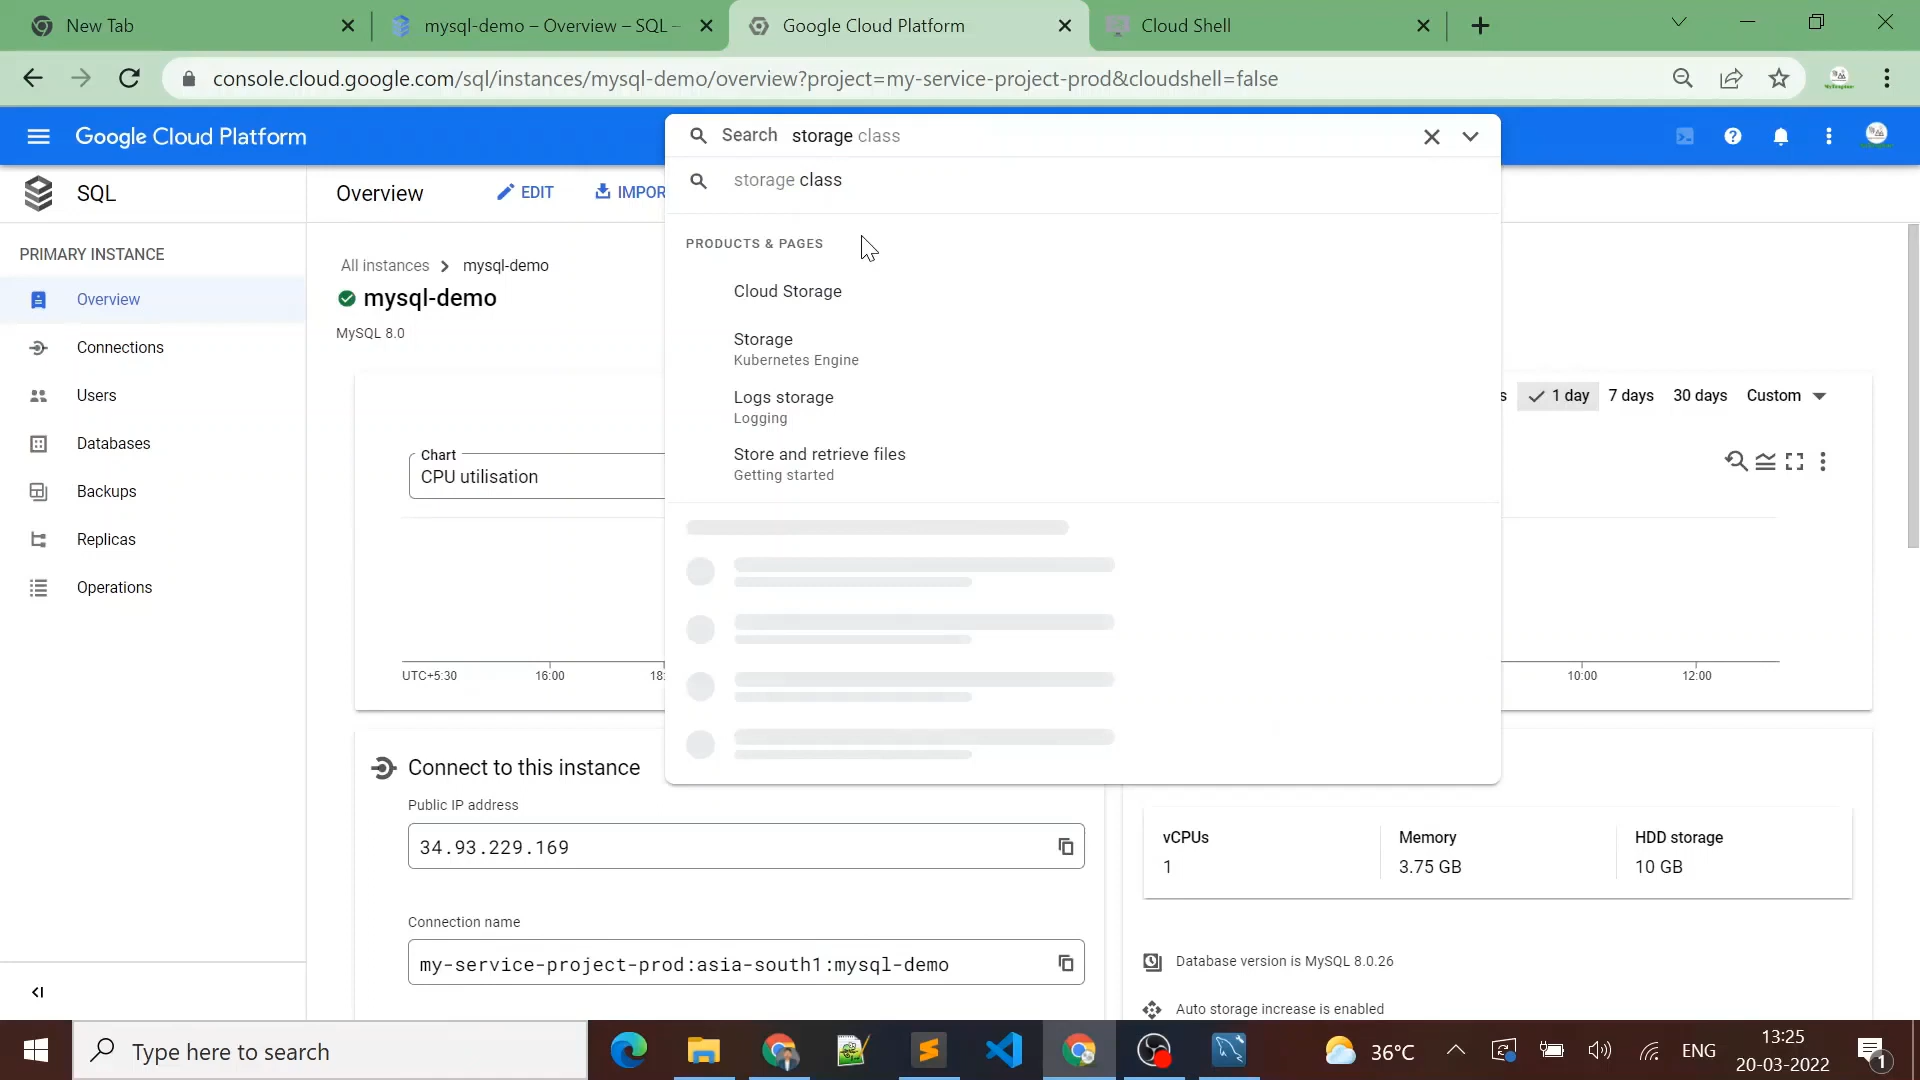 New Tab
mysql-demo – Overview – SQL –
Google Cloud Platform
Cloud Shell
console.cloud.google.com/sql/instances/mysql-demo/overview?project=my-service-project-prod&cloudshell=false
Google Cloud Platform
Search storage class
storage class
SQL
Overview
EDIT
IMPOR
PRODUCTS & PAGES
Cloud Storage
Storage
Kubernetes Engine
Logs storage
Logging
Store and retrieve files
Getting started
PRIMARY INSTANCE
Overview
Connections
Users
Databases
Backups
Replicas
Operations
All instances
mysql-demo
mysql-demo
MySQL 8.0
s
1 day
7 days
30 days
Custom
Chart
CPU utilisation
UTC+5:30
16:00
18:
10:00
12:00
Connect to this instance
Public IP address
34.93.229.169
Connection name
my-service-project-prod:asia-south1:mysql-demo
vCPUs
1
Memory
3.75 GB
HDD storage
10 GB
Database version is MySQL 8.0.26
Auto storage increase is enabled
Type here to search
36°C
ENG
13:25
20-03-2022
1